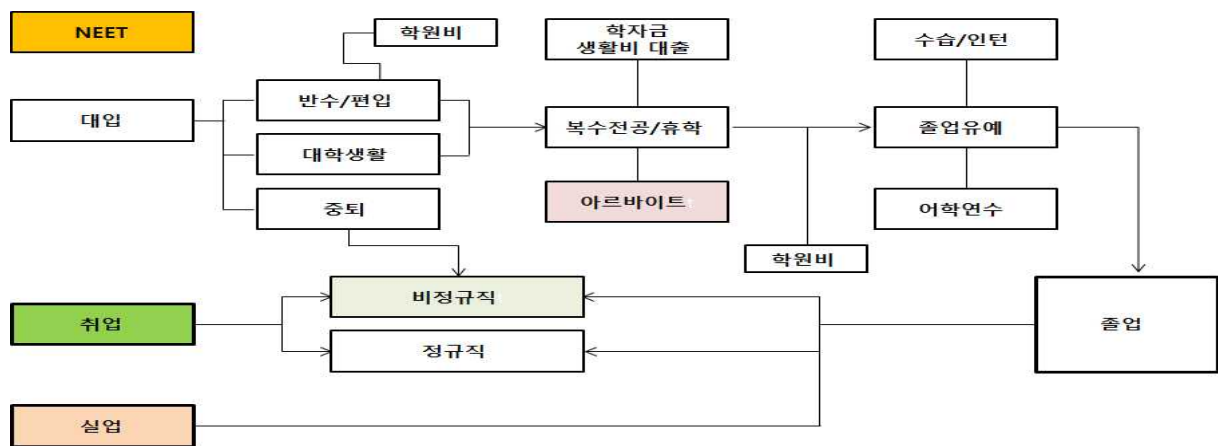 NEET
학원비
학자금
생활비 대출
수습/인턴
대입
반수/편입
복수전공/휴학
졸업유예
대학생활
중퇴
아르바이트↑
어학연수
학원비
비정규직
취업
정규직
졸업
실업